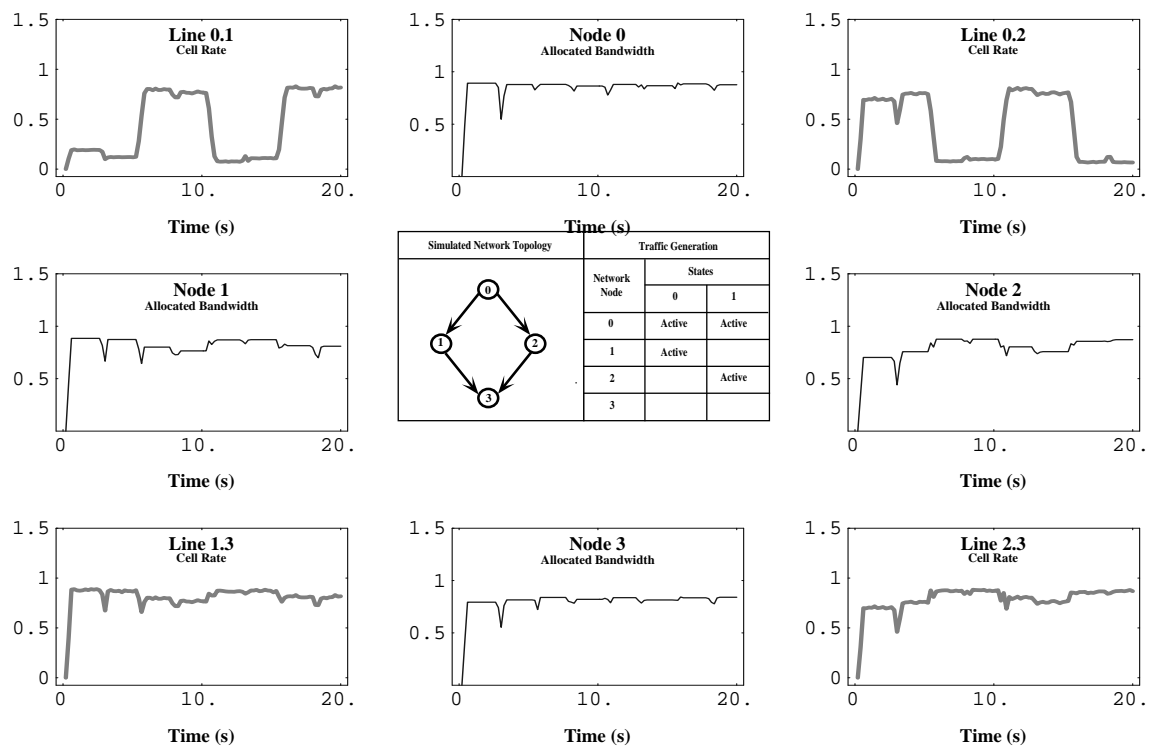 Line 0.1
Cell Rate
1.5
1
0.5
0
0
10.
20.
Time (s)
Node 0
Allocated Bandwidth
1.5
1
0.5
0
10.
20.
Time (s)
Line 0.2
Cell Rate
1.5
1
0.5
0
0
10.
20.
Time (s)
Node 1
Allocated Bandwidth
1.5
1
0.5
0
10.
20.
Time (s)
Simulated Network Topology
0
1
2
3
Traffic Generation
Network Node
States
0 1
0 Active Active
1 Active
2 Active
3
Node 2
Allocated Bandwidth
1.5
1
0.5
0
10.
20.
Time (s)
Line 1.3
Cell Rate
1.5
1
0.5
0
0
10.
20.
Time (s)
Node 3
Allocated Bandwidth
1.5
1
0.5
0
10.
20.
Time (s)
Line 2.3
Cell Rate
1.5
1
0.5
0
0
10.
20.
Time (s)